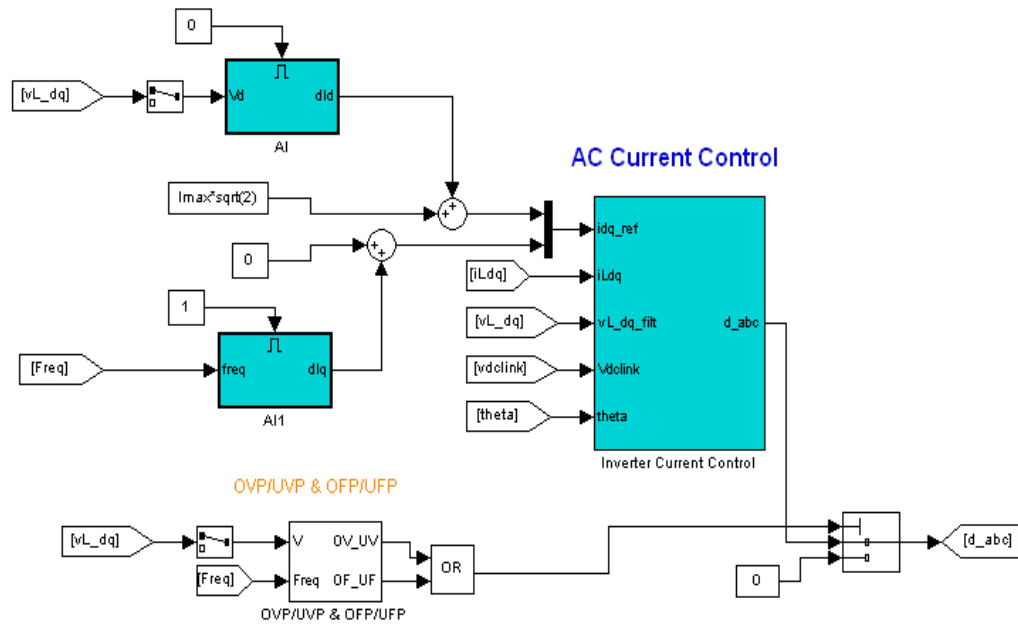 0
[vL_dq]
Vd
dId
AI
AC Current Control
Imax*sqrt(2)
idq_ref
0
[iLdq]
iLdq
1
[vL_dq]
vL_dq_filt
d_abc
[Freq]
freq
dIq
[vdclink]
Vdclink
[theta]
theta
AI1
Inverter Current Control
OVP/UVP & OFP/UFP
[vL_dq]
V
OV_UV
OR
[d_abc]
[Freq]
Freq
OF_UF
0
OVP/UVP & OFP/UFP